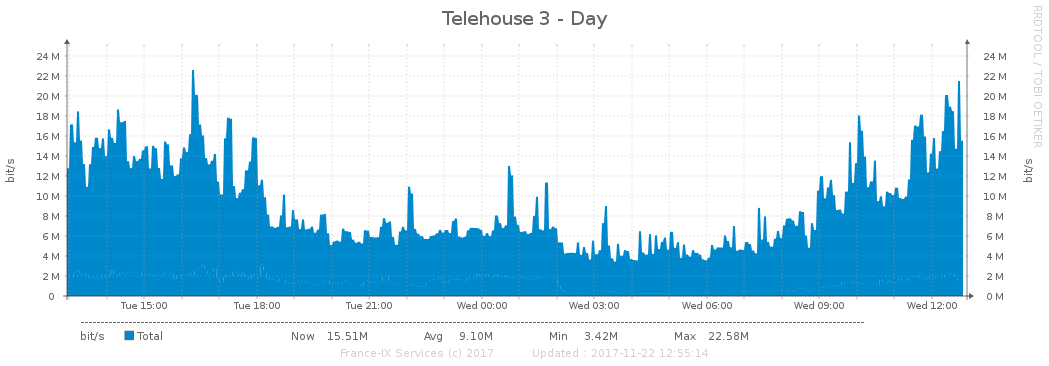 Telehouse 3 - Day
RRDTOOL / TOBI OETIKER
bit/s
24 M 24 M
22 M 22 M
20 M 20 M
18 M 18 M
16 M 16 M
14 M 14 M
12 M 12 M
10 M 10 M
8 M 8 M
6 M 6 M
4 M 4 M
2 M 2 M
0 0 M
bit/s
Tue 15:00 Tue 18:00 Tue 21:00 Wed 00:00 Wed 03:00 Wed 06:00 Wed 09:00 Wed 12:00
bit/s Total Now 15.51M Avg 9.10M Min 3.42M Max 22.58M
France-IX Services (c) 2017 Updated : 2017-11-22 12:55:14